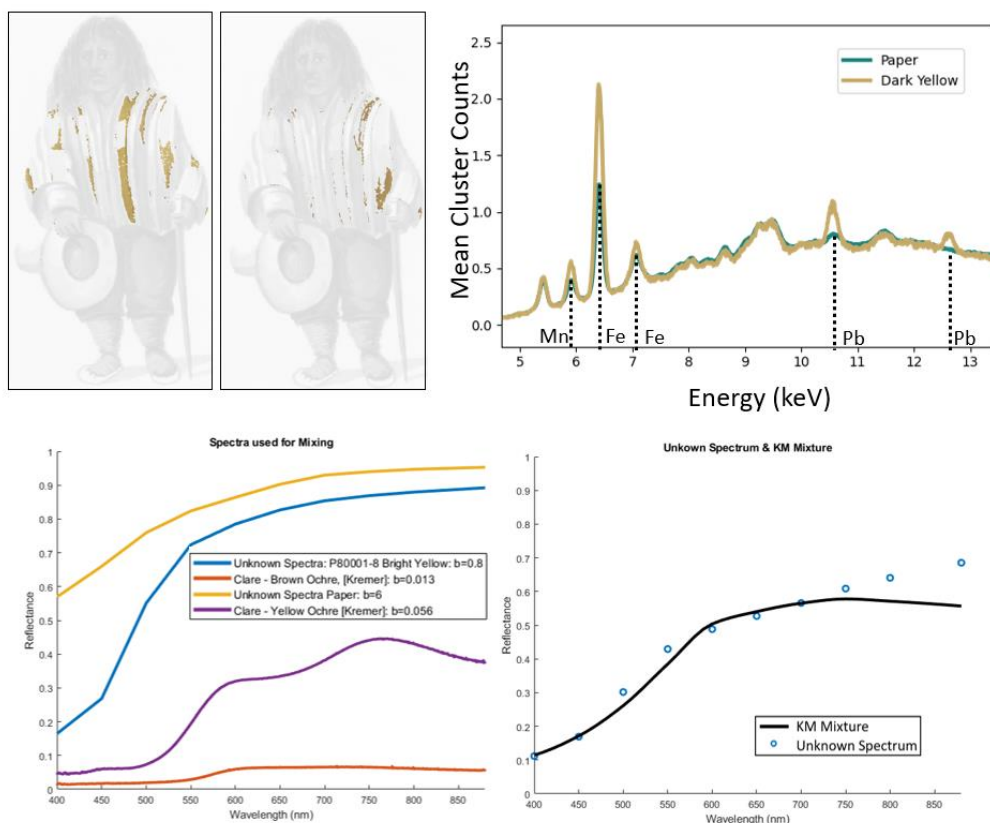 Mean Cluster Counts
2.5
2.0
1.5
1.0
0.5
0.0
Paper
Dark Yellow
Mn
Fe
Fe
Pb
Pb
5
6
7
8
9
10
11
12
13
Energy (keV)
Spectra used for Mixing
Reflectance
1
0.9
0.8
0.7
0.6
0.5
0.4
0.3
0.2
0.1
0
Unknown Spectra: P80001-8 Bright Yellow: b=0.8
Clare - Brown Ochre, [Kremer]: b=0.013
Unknown Spectra Paper: b=6
Clare - Yellow Ochre [Kremer]: b=0.056
400
450
500
550
600
650
700
750
800
850
Wavelength (nm)
Unkown Spectrum & KM Mixture
Reflectance
1
0.9
0.8
0.7
0.6
0.5
0.4
0.3
0.2
0.1
0
KM Mixture
Unknown Spectrum
400
450
500
550
600
650
700
750
800
850
Wavelength (nm)